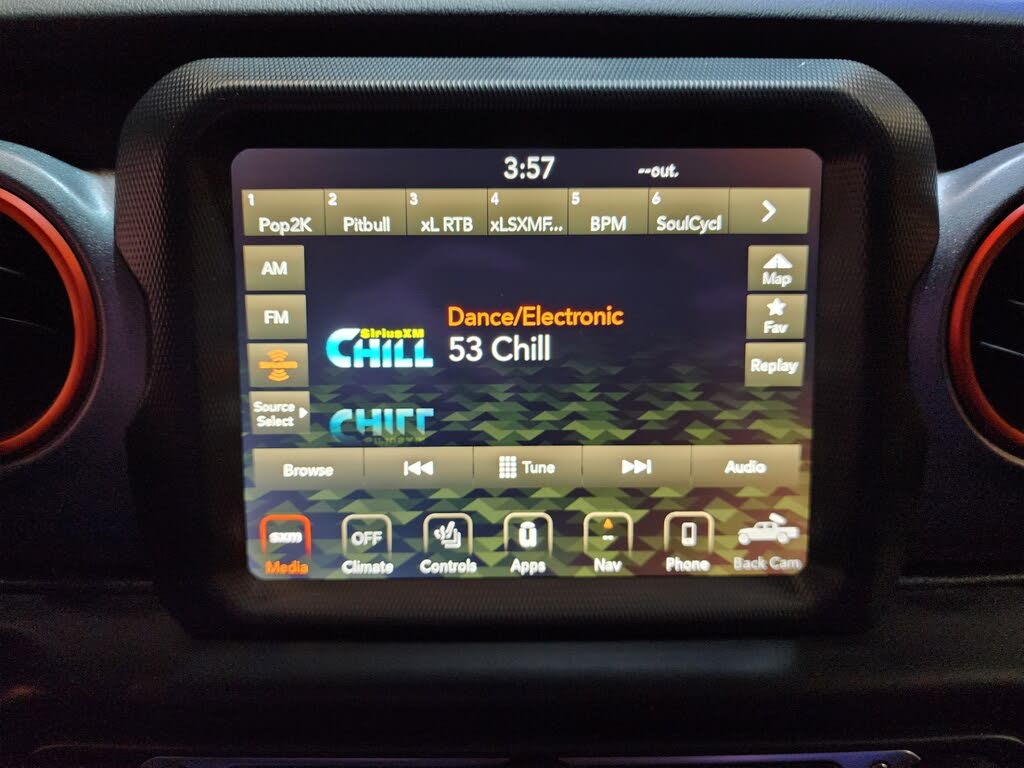 3:57
--out.
1 Pop2K
2 Pitbull
3 xL RTB
4 xLSXMF...
5 BPM
6 SoulCycl
AM
FM
Source
Select
SiriusXM
CHILL
Dance/Electronic
53 Chill
Map
Fav
Replay
Browse
Tune
Audio
sxm
Media
OFF
Climate
Controls
Apps
--
Nav
Phone
Back Cam